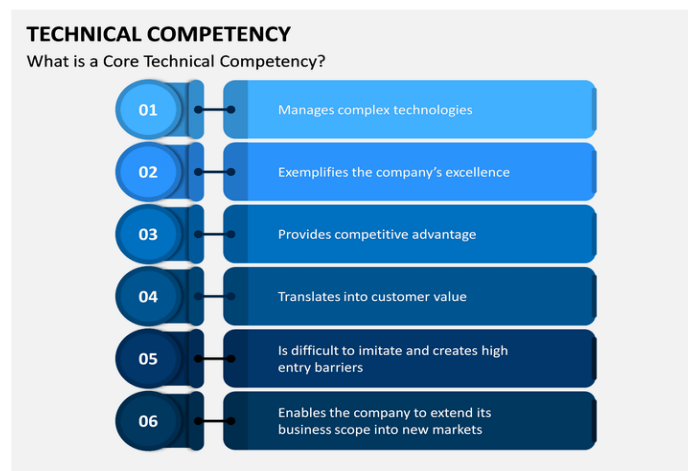 TECHNICAL COMPETENCY
What is a Core Technical Competency?
01
Manages complex technologies
02
Exemplifies the company’s excellence
03
Provides competitive advantage
04
Translates into customer value
05
Is difficult to imitate and creates high
entry barriers
06
Enables the company to extend its
business scope into new markets